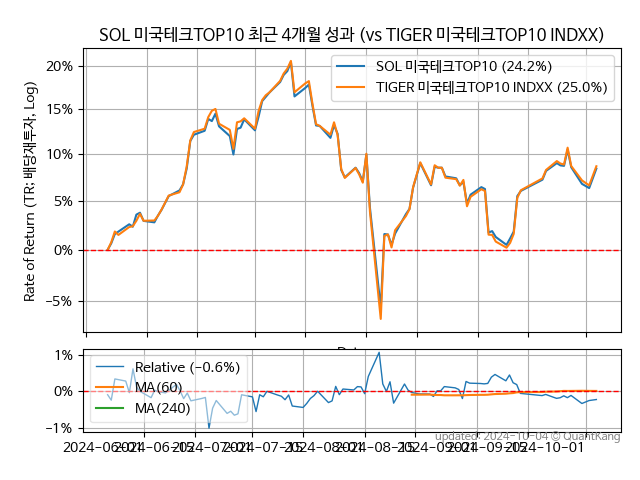 SOL 미국테크TOP10 최근 4개월 성과 (vs TIGER 미국테크TOP10 INDXX)
Rate of Return (TR: 배당재투자, Log)
20%
15%
10%
5%
0%
−5%
SOL 미국테크TOP10 (24.2%)
TIGER 미국테크TOP10 INDXX (25.0%)
1%
0%
−1%
Relative (−0.6%)
MA(60)
MA(240)
updated: 2024-10-04 © QuantKang
2024-06-01
2024-06-15
2024-07-01
2024-07-15
2024-08-01
2024-08-15
2024-09-01
2024-09-15
2024-10-01